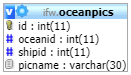 ifw.oceanpics
id : int(11)
oceanid : int(11)
shipid : int(11)
picname : varchar(30)